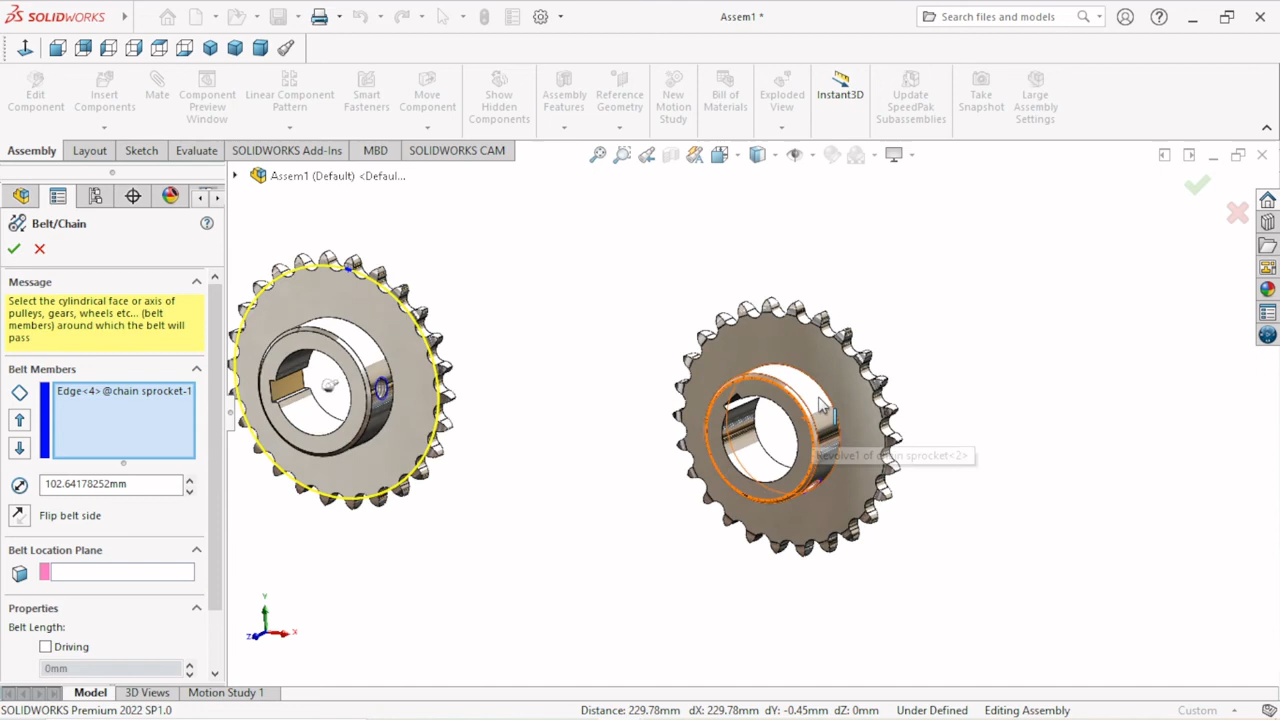 SOLIDWORKS
Assem1 *
Search files and models
Edit
Component
Insert
Components
Mate
Component
Preview
Window
Linear Component
Pattern
Smart
Fasteners
Move
Component
Show
Hidden
Components
Assembly
Features
Reference
Geometry
New
Motion
Study
Bill of
Materials
Exploded
View
Instant3D
Update
SpeedPak
Subassemblies
Take
Snapshot
Large
Assembly
Settings
Assembly
Layout
Sketch
Evaluate
SOLIDWORKS Add-Ins
MBD
SOLIDWORKS CAM
Assem1 (Default) <Defaul...
Belt/Chain
Message
Select the cylindrical face or axis of
pulleys, gears, wheels etc... (belt
members) around which the belt will
pass
Belt Members
Edge<4>@chain sprocket-1
102.64178252mm
Flip belt side
Belt Location Plane
Properties
Belt Length:
Driving
0mm
Revolve1 of chain sprocket<2>
Y
X
Z
Model
3D Views
Motion Study 1
SOLIDWORKS Premium 2022 SP1.0
Distance: 229.78mm dX: 229.78mm dY: -0.45mm dZ: 0mm
Under Defined
Editing Assembly
Custom